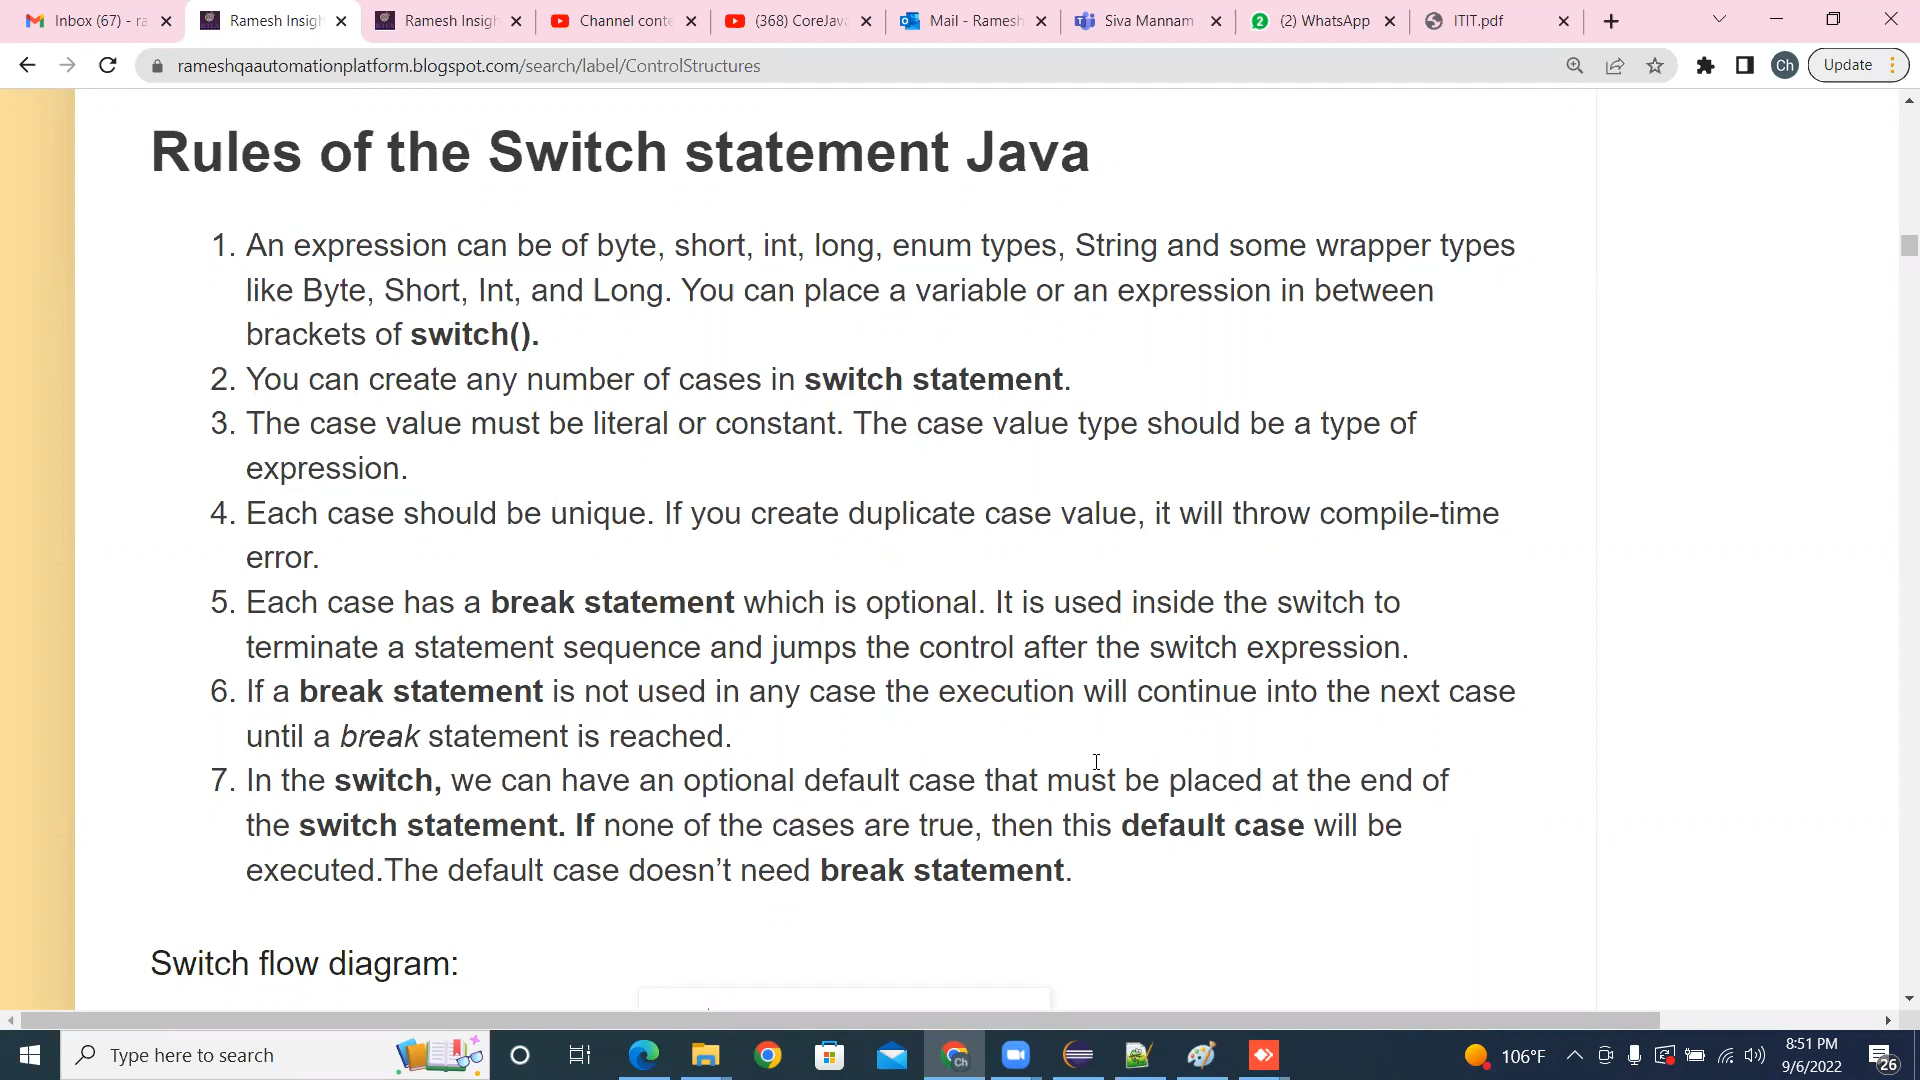 Inbox (67) - ra
Ramesh Insigh
Ramesh Insigh
Channel conte
(368) CoreJava
Mail - Ramesh
Siva Mannam
(2) WhatsApp
ITIT.pdf
rameshqaautomationplatform.blogspot.com/search/label/ControlStructures
Ch
Update
Rules of the Switch statement Java
1. An expression can be of byte, short, int, long, enum types, String and some wrapper types
like Byte, Short, Int, and Long. You can place a variable or an expression in between
brackets of switch().
2. You can create any number of cases in switch statement.
3. The case value must be literal or constant. The case value type should be a type of
expression.
4. Each case should be unique. If you create duplicate case value, it will throw compile-time
error.
5. Each case has a break statement which is optional. It is used inside the switch to
terminate a statement sequence and jumps the control after the switch expression.
6. If a break statement is not used in any case the execution will continue into the next case
until a break statement is reached.
7. In the switch, we can have an optional default case that must be placed at the end of
the switch statement. If none of the cases are true, then this default case will be
executed.The default case doesn’t need break statement.
Switch flow diagram:
Type here to search
Ch
106°F
8:51 PM
9/6/2022
26